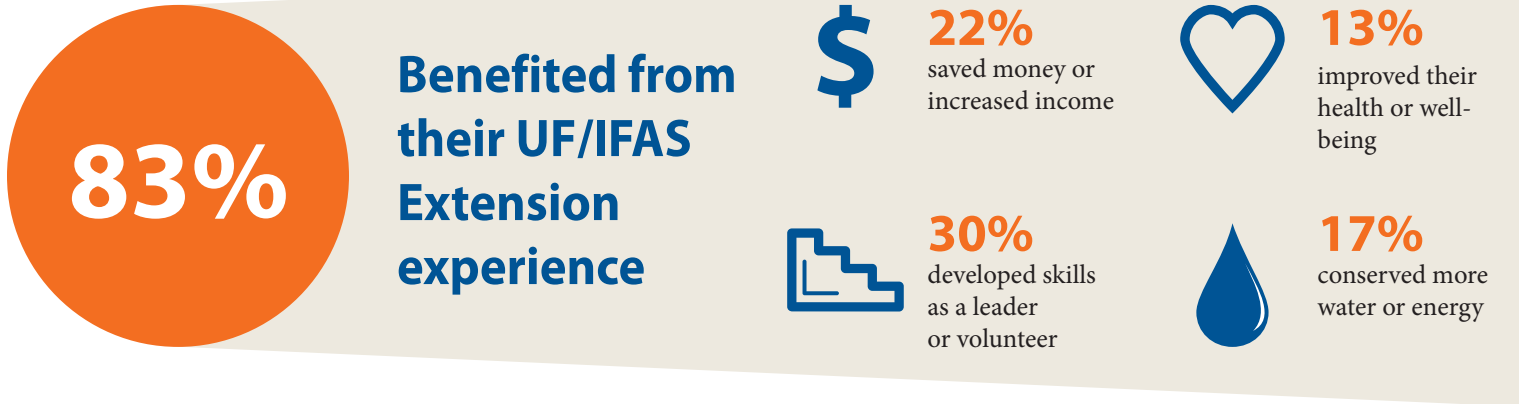 83%
Benefited from
their UF/IFAS
Extension
experience
$
22%
saved money or
increased income
13%
improved their
health or well-
being
30%
developed skills
as a leader
or volunteer
17%
conserved more
water or energy